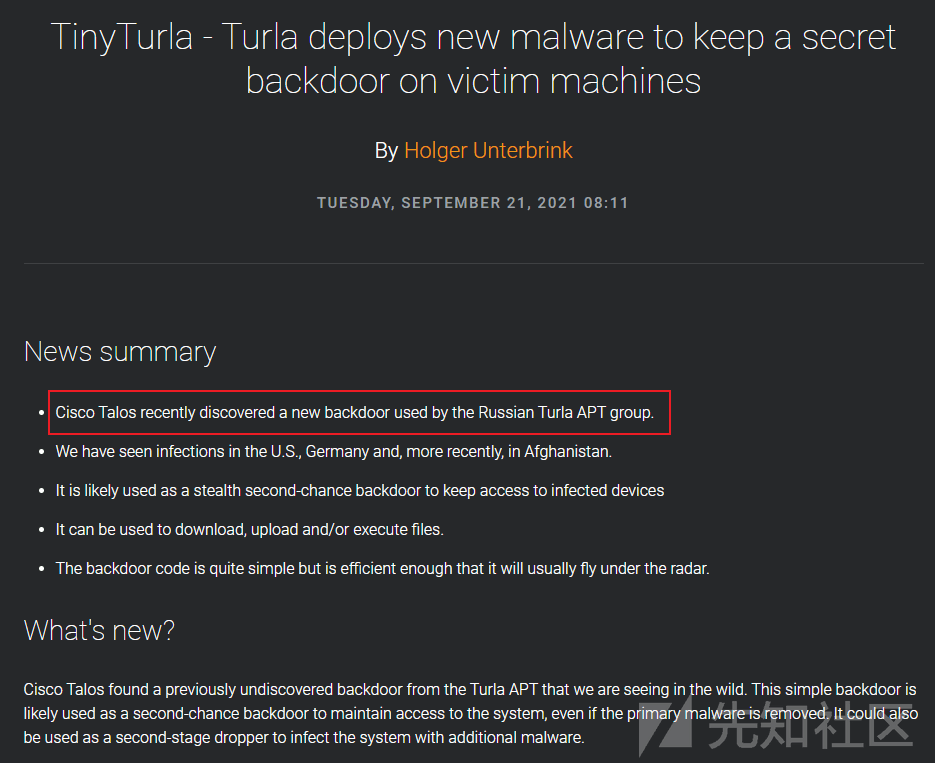 TinyTurla - Turla deploys new malware to keep a secret
backdoor on victim machines
By Holger Unterbrink
TUESDAY, SEPTEMBER 21, 2021 08:11
News summary
• Cisco Talos recently discovered a new backdoor used by the Russian Turla APT group.
• We have seen infections in the U.S., Germany and, more recently, in Afghanistan.
• It is likely used as a stealth second-chance backdoor to keep access to infected devices
• It can be used to download, upload and/or execute files.
• The backdoor code is quite simple but is efficient enough that it will usually fly under the radar.
What's new?
Cisco Talos found a previously undiscovered backdoor from the Turla APT that we are seeing in the wild. This simple backdoor is
likely used as a second-chance backdoor to maintain access to the system, even if the primary malware is removed. It could also
be used as a second-stage dropper to infect the system with additional malware.
先知社区